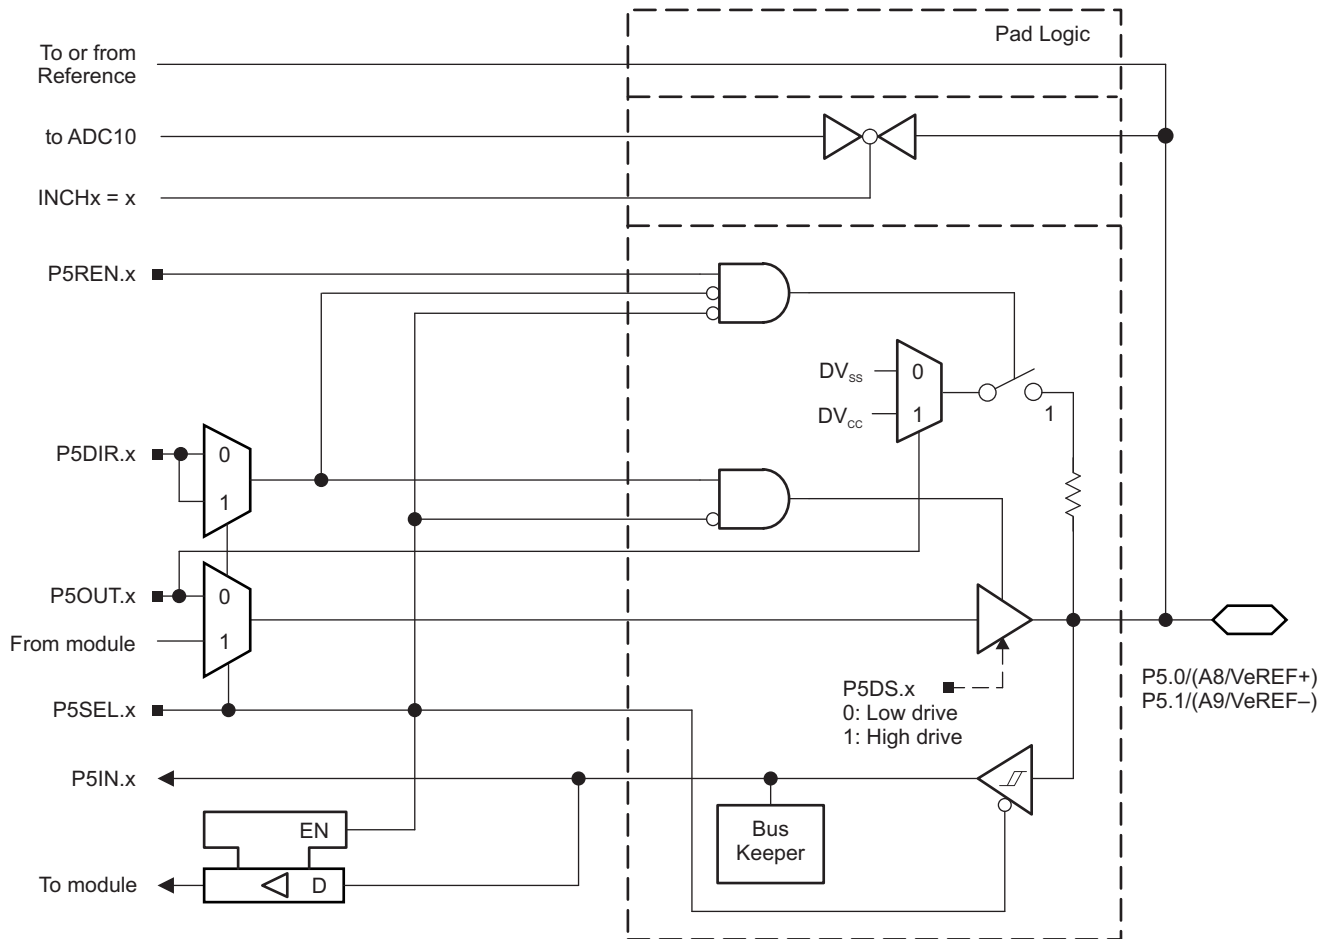 Pad Logic
To or from
Reference
to ADC10
INCHx = x
P5REN.x
DVSS
0
DVCC
1
1
P5DIR.x
0
1
P5OUT.x
0
From module
1
P5SEL.x
P5DS.x
0: Low drive
1: High drive
P5.0/(A8/VeREF+)
P5.1/(A9/VeREF–)
P5IN.x
Bus
Keeper
EN
To module
D